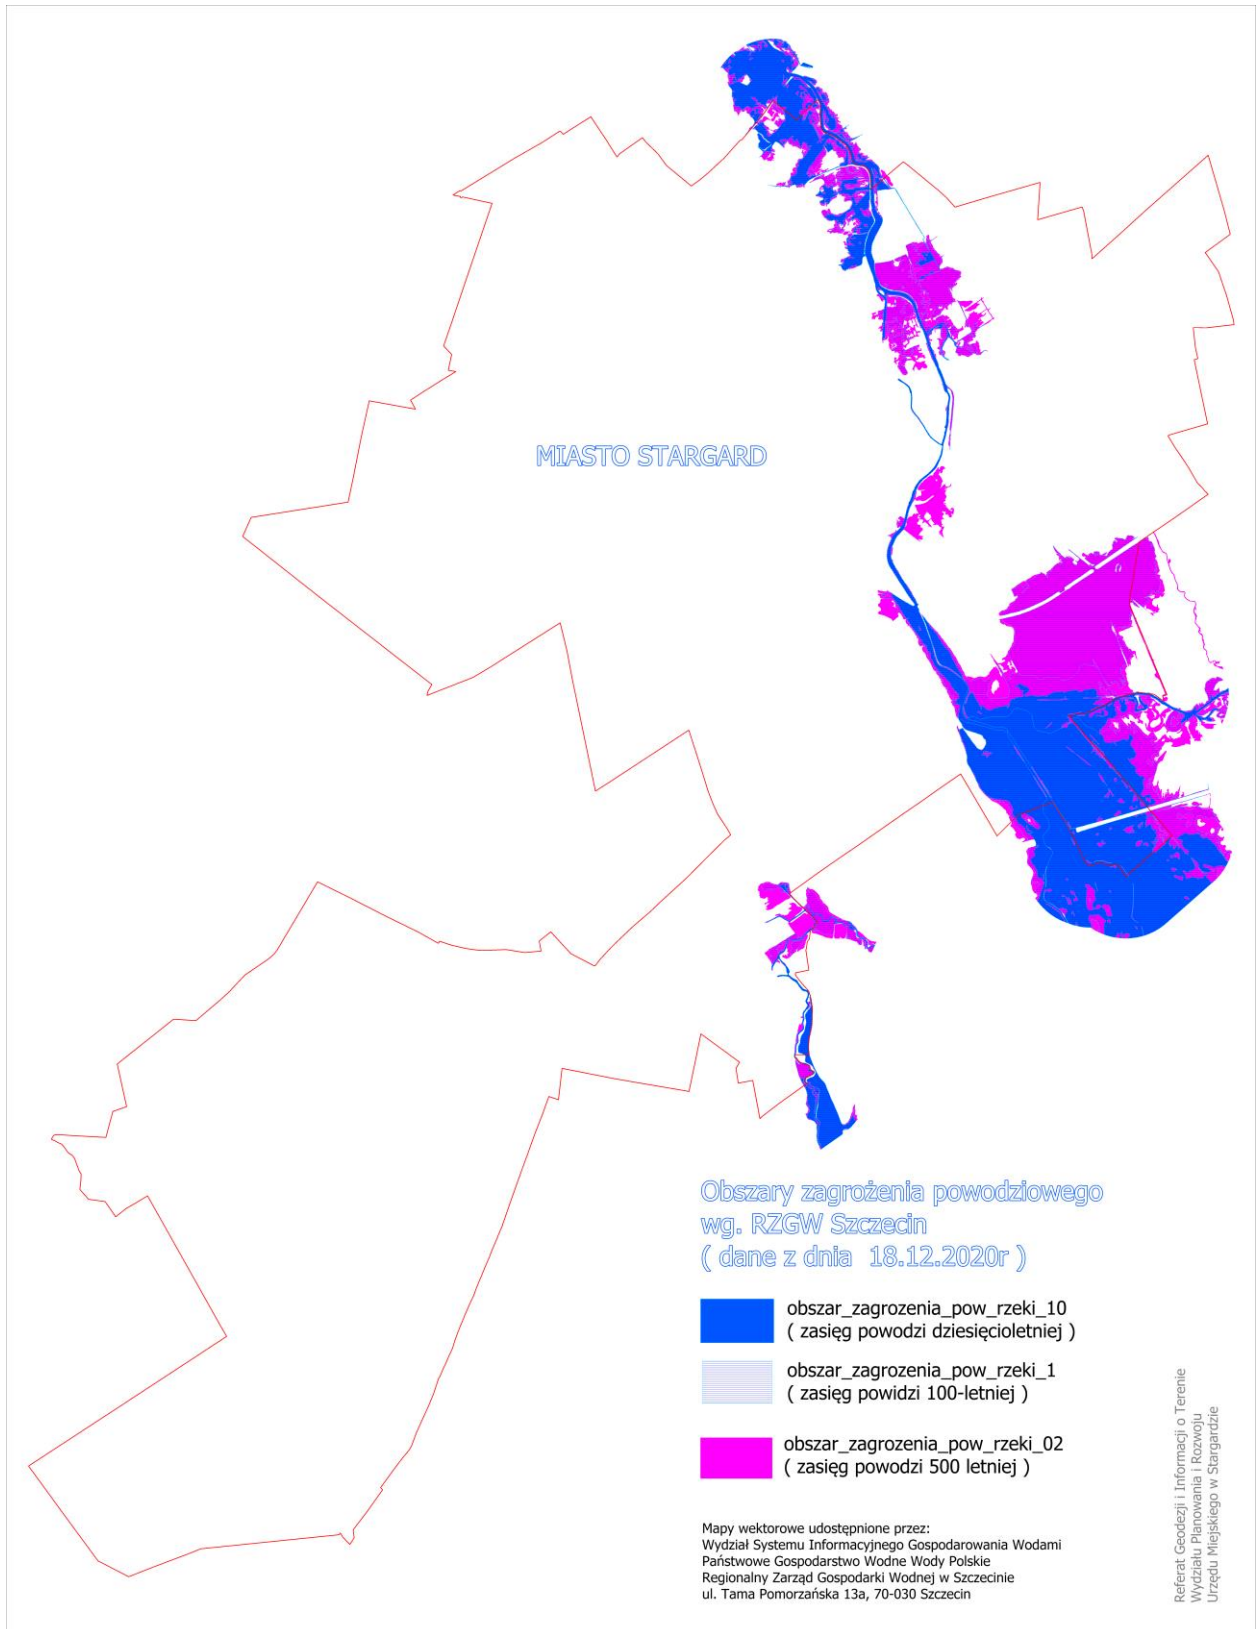 MIASTO STARGARD
Obszary zagrożenia powodziowego
wg. RZGW Szczecin
( dane z dnia 18.12.2020r )
obszar_zagrozenia_pow_rzeki_10
( zasięg powodzi dziesięcioletniej )
obszar_zagrozenia_pow_rzeki_1
( zasięg powidzi 100-letniej )
obszar_zagrozenia_pow_rzeki_02
( zasięg powodzi 500 letniej )
Mapy wektorowe udostępnione przez:
Wydział Systemu Informacyjnego Gospodarowania Wodami
Państwowe Gospodarstwo Wodne Wody Polskie
Regionalny Zarząd Gospodarki Wodnej w Szczecinie
ul. Tama Pomorzańska 13a, 70-030 Szczecin
Referat Geodezji i Informacji o Terenie
Wydziału Planowania i Rozwoju
Urzędu Miejskiego w Stargardzie